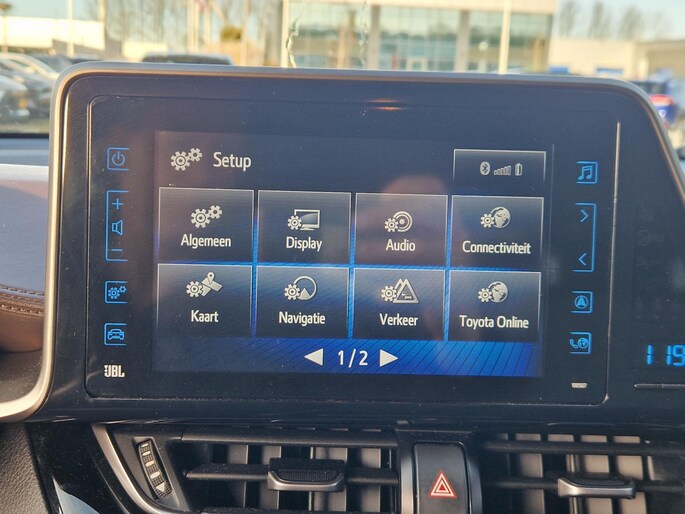 Setup
Algemeen
Display
Audio
Connectiviteit
Kaart
Navigatie
Verkeer
Toyota Online
1/2
JBL